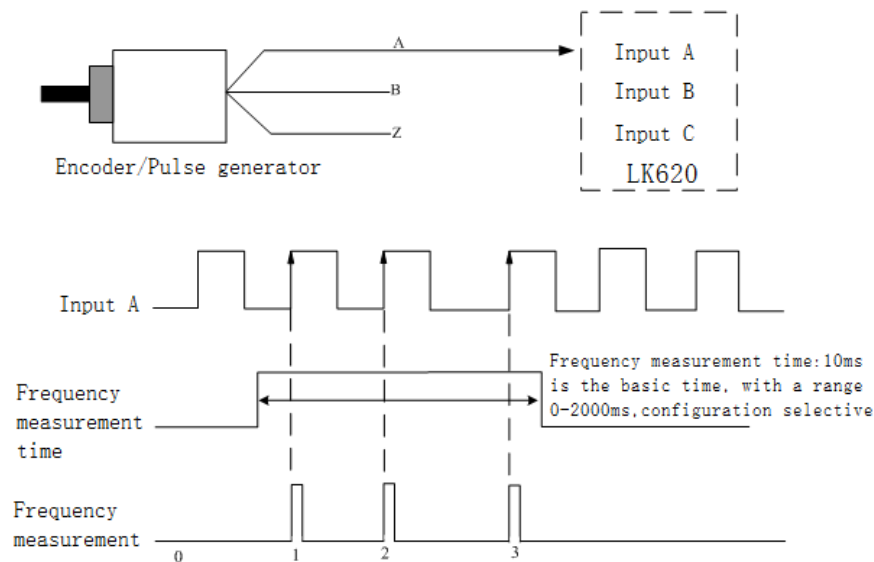 A
Input A
B
Input B
Z
Input C
Encoder/Pulse generator
LK620
Input A
Frequency measurement time:10ms
is the basic time, with a range
0-2000ms,configuration selective
Frequency
measurement
time
Frequency
measurement
0
1
2
3